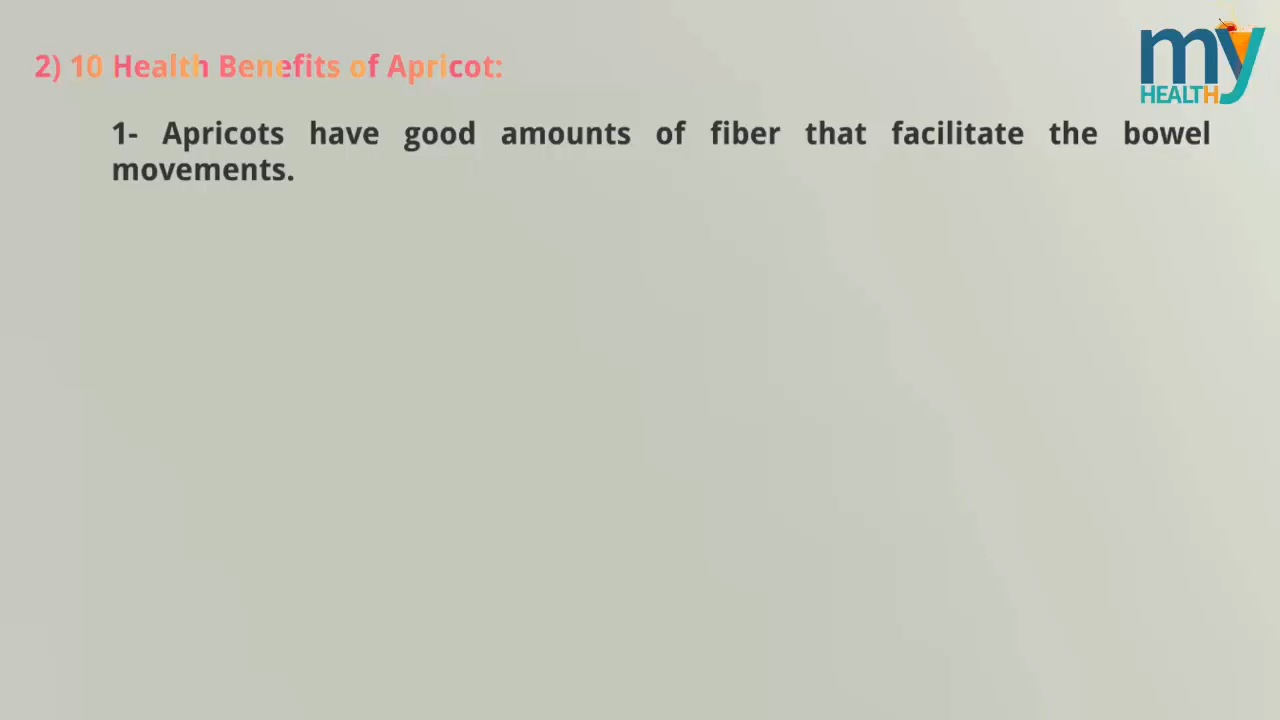 2) 10 Health Benefits of Apricot:
my
HEALTH
1- Apricots have good amounts of fiber that facilitate the bowel
movements.